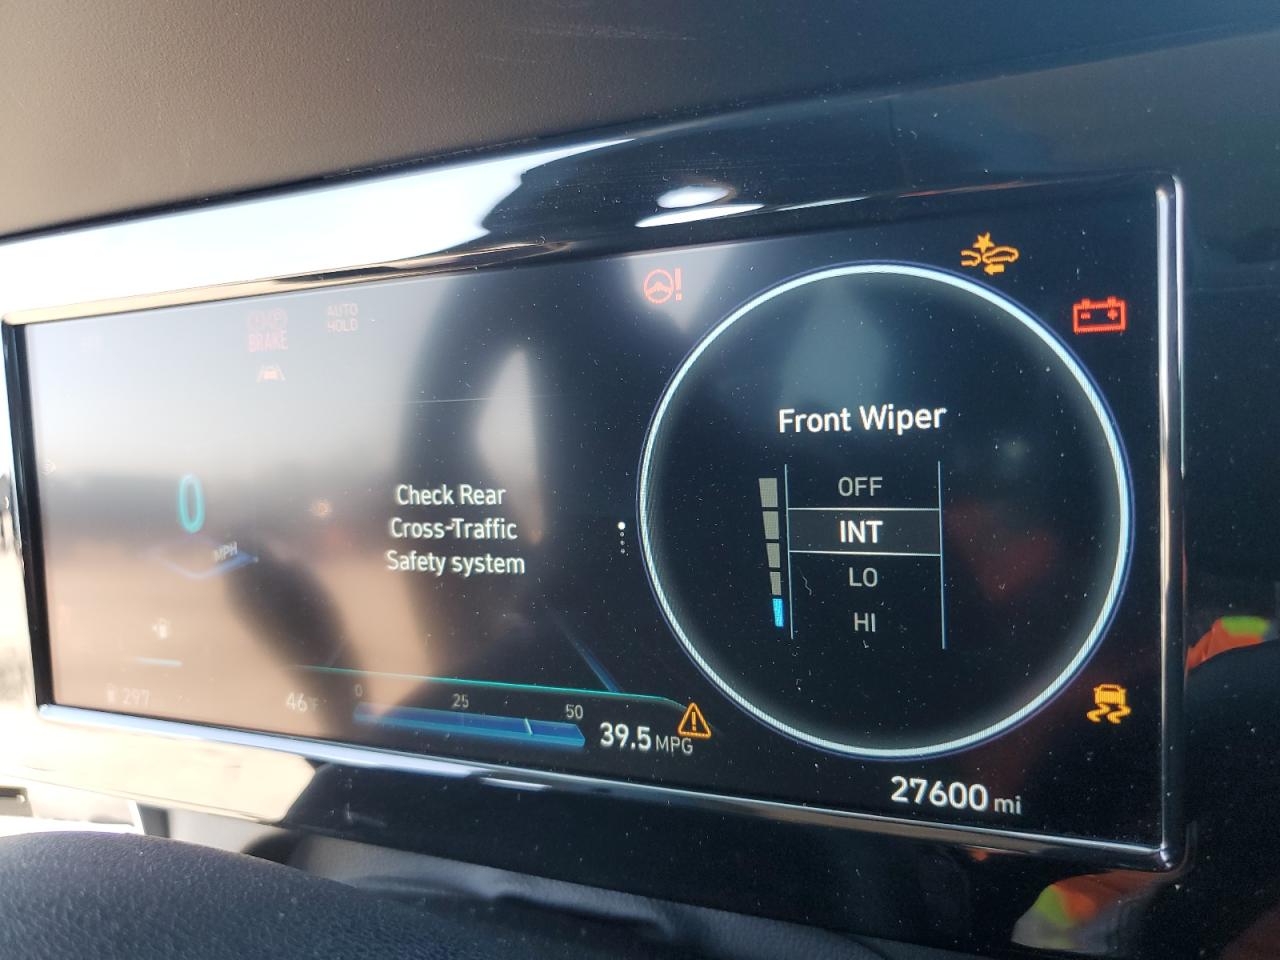 BRAKE
AUTO
HOLD
0
MPH
Check Rear
Cross-Traffic
Safety system
Front Wiper
OFF
INT
LO
HI
297
46°F
0
25
50
39.5 MPG
27600 mi